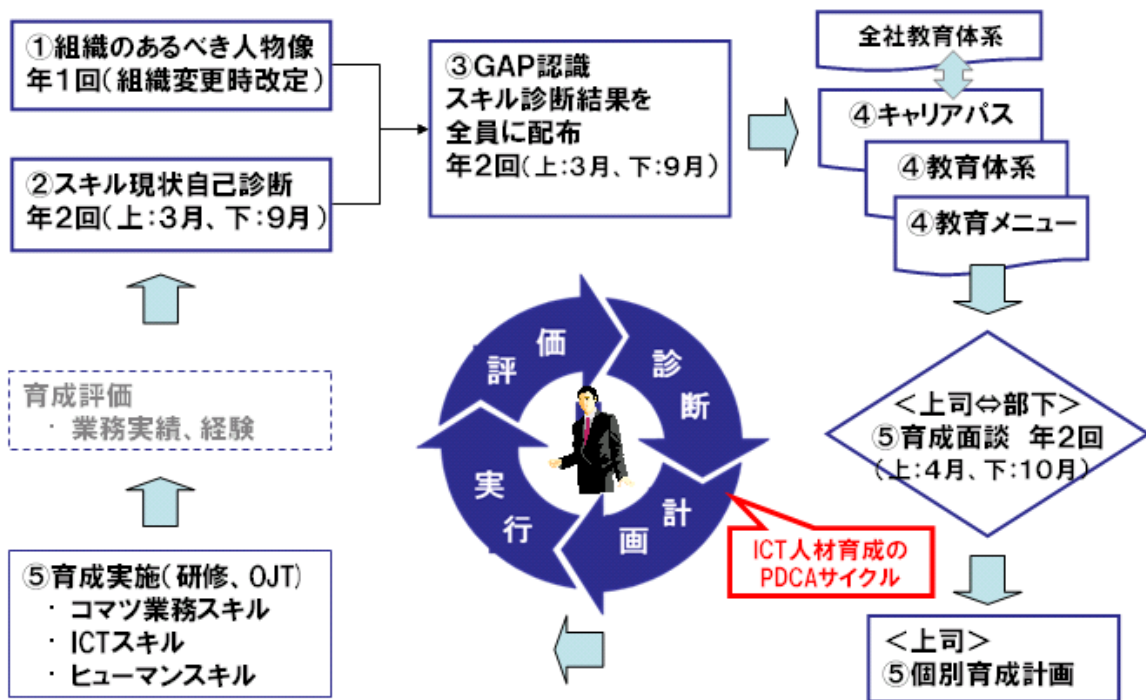 ①組織のあるべき人物像
年1回(組織変更時改定)
②スキル現状自己診断
年2回(上:3月、下:9月)
③GAP認識
スキル診断結果を
全員に配布
年2回(上:3月、下:9月)
全社教育体系
④キャリアパス
④教育体系
④教育メニュー
<上司⇔部下>
⑤育成面談 年2回
(上:4月、下:10月)
<上司>
⑤個別育成計画
⑤育成実施(研修、OJT)
・ コマツ業務スキル
・ ICTスキル
・ ヒューマンスキル
育成評価
・ 業務実績、経験
評価
診断
計画
実行
ICT人材育成の
PDCAサイクル